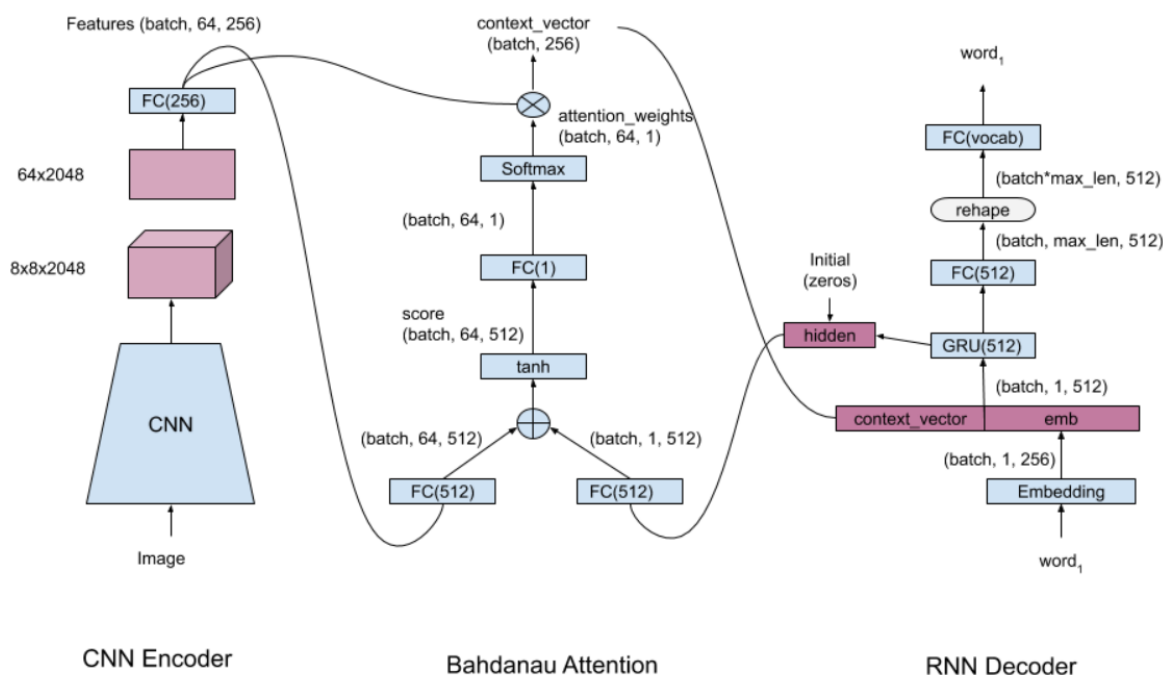 Features (batch, 64, 256)
FC(256)
64x2048
8x8x2048
CNN
Image
CNN Encoder
context_vector
(batch, 256)
attention_weights
(batch, 64, 1)
Softmax
(batch, 64, 1)
FC(1)
score
(batch, 64, 512)
tanh
(batch, 64, 512)
(batch, 1, 512)
FC(512)
FC(512)
Bahdanau Attention
word1
FC(vocab)
(batch*max_len, 512)
rehape
(batch, max_len, 512)
FC(512)
Initial
(zeros)
hidden
GRU(512)
(batch, 1, 512)
context_vector
emb
(batch, 1, 256)
Embedding
word1
RNN Decoder